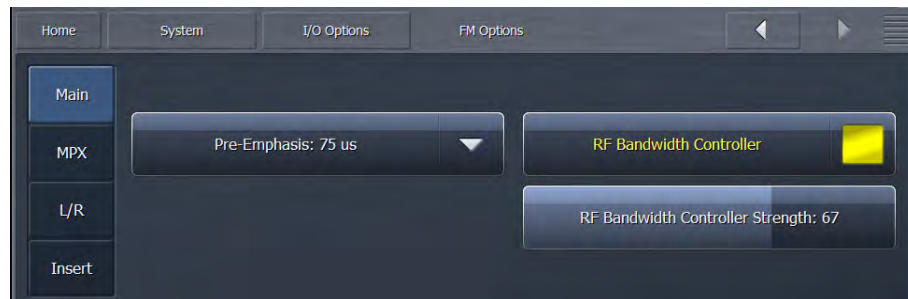 Home System I/O Options FM Options
Main
Pre-Emphasis: 75 us RF Bandwidth Controller
MPX
L/R
RF Bandwidth Controller Strength: 67
Insert